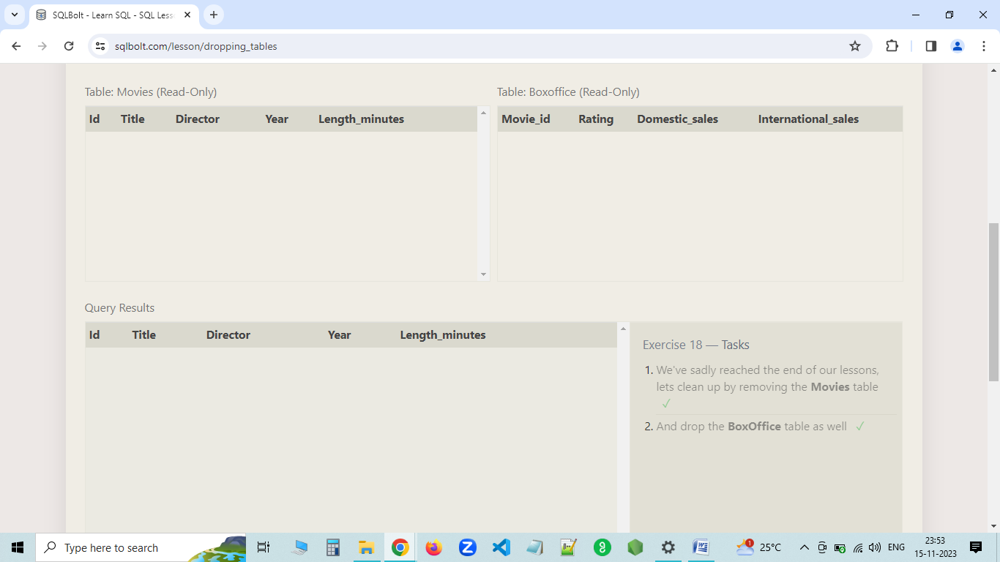 SQLBolt - Learn SQL - SQL Less
sqlbolt.com/lesson/dropping_tables
Table: Movies (Read-Only)
Id Title Director Year Length_minutes
Table: Boxoffice (Read-Only)
Movie_id Rating Domestic_sales International_sales
Query Results
Id Title Director Year Length_minutes
Exercise 18 — Tasks
1. We've sadly reached the end of our lessons,
lets clean up by removing the Movies table
✓
2. And drop the BoxOffice table as well ✓
Type here to search
1
25°C
ENG
23:53
15-11-2023